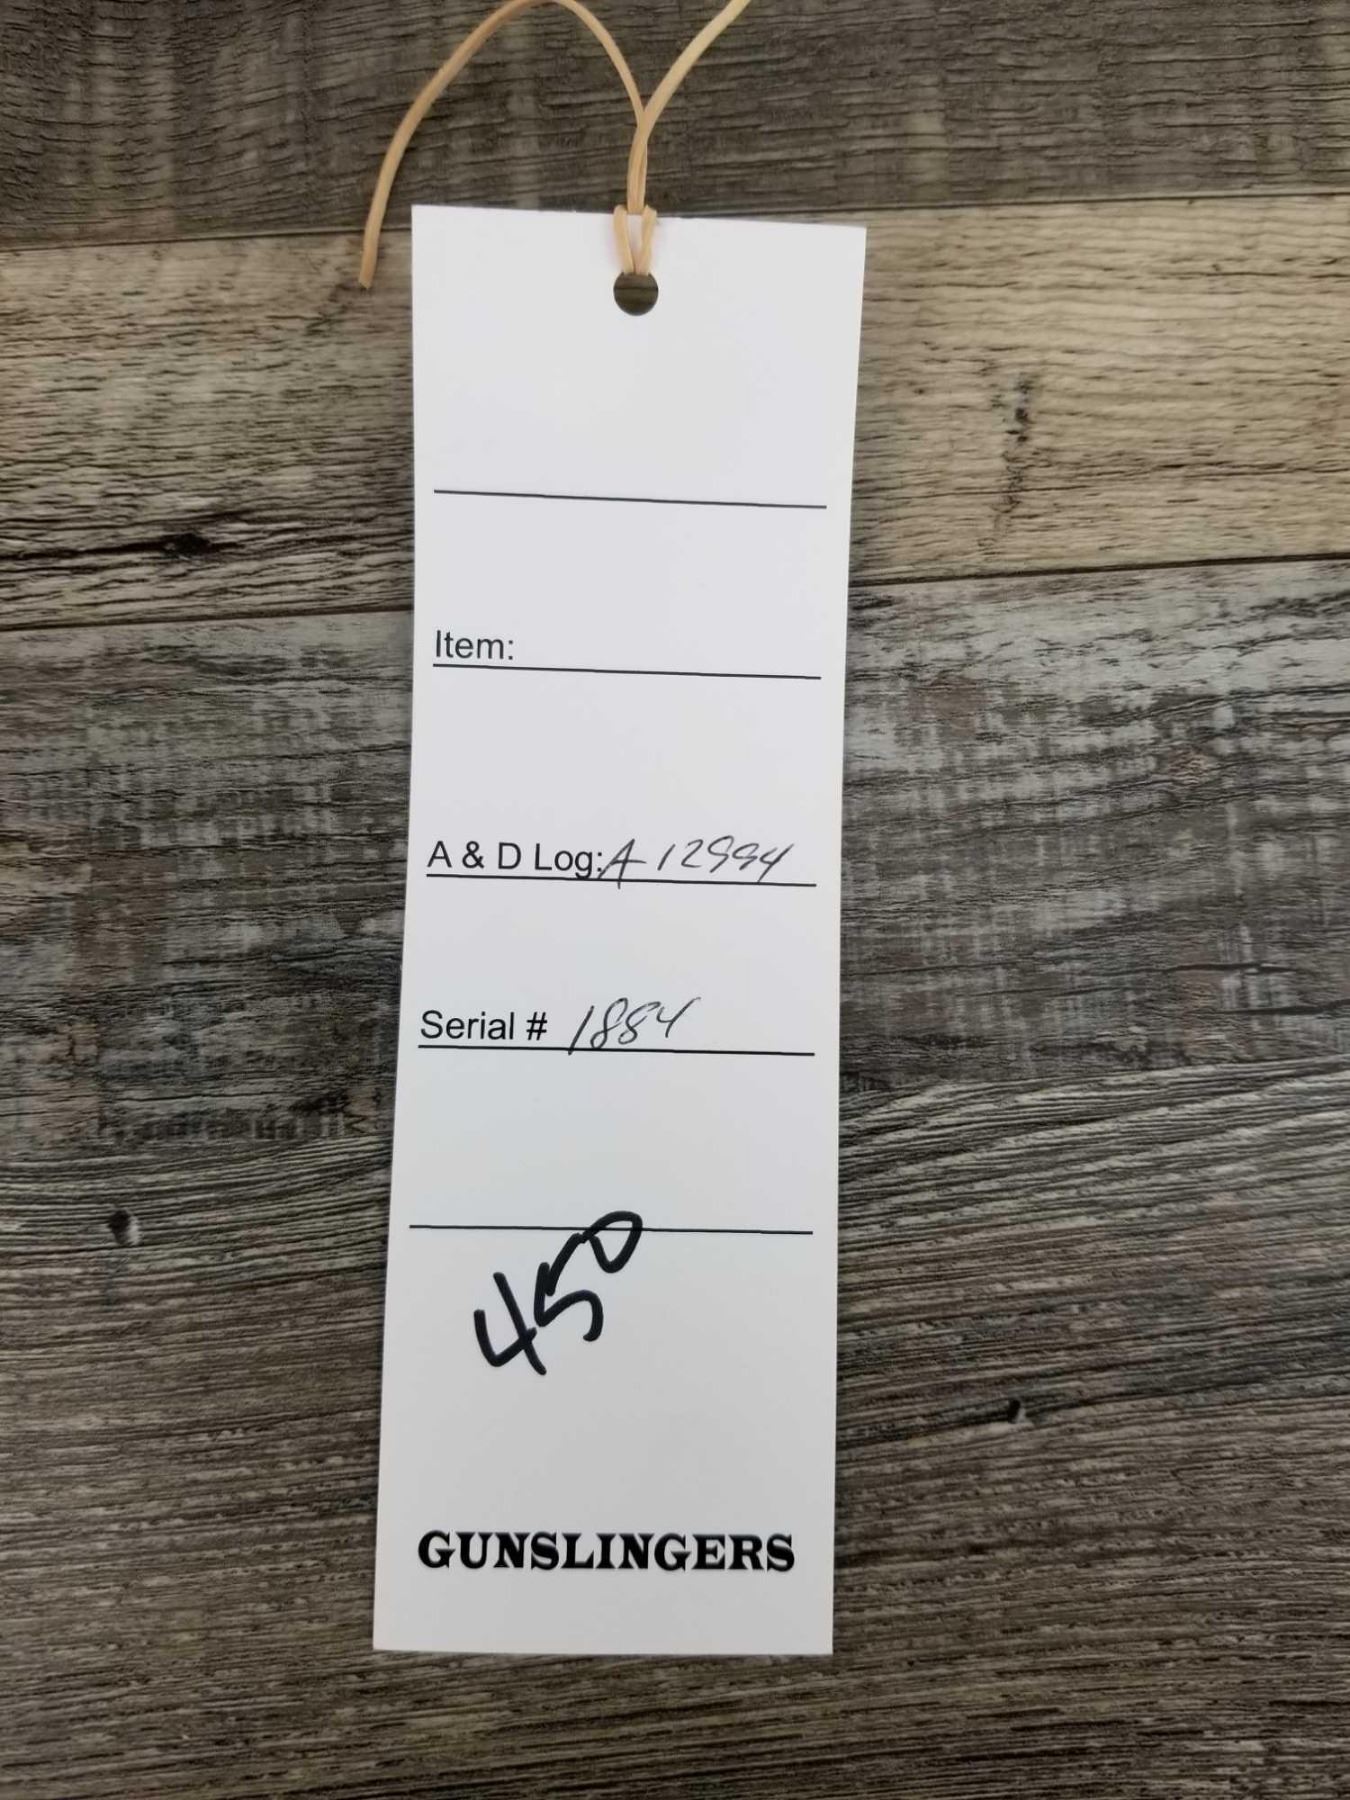 Item:
A & D Log: A 12994
Serial # 1884
450
GUNSLINGERS